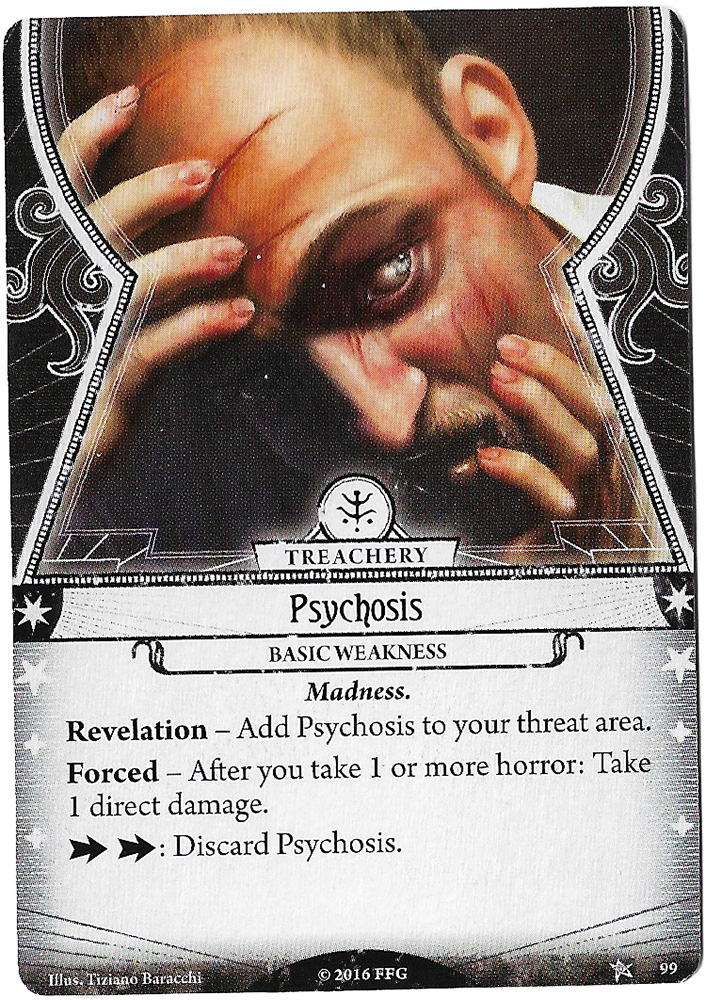 TREACHERY
Psychosis
BASIC WEAKNESS
Madness.
Revelation – Add Psychosis to your threat area.
Forced – After you take 1 or more horror: Take
1 direct damage.
: Discard Psychosis.
Illus. Tiziano Baracchi
© 2016 FFG
99